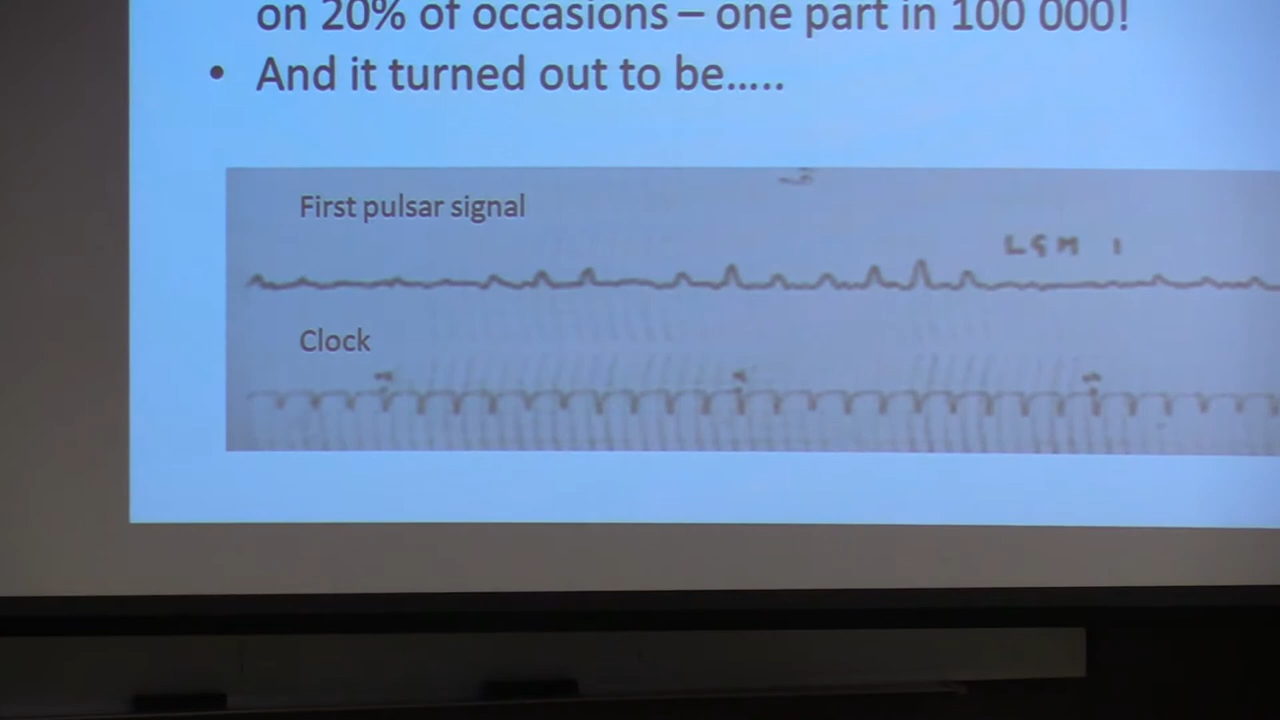 on 20% of occasions – one part in 100 000!
• And it turned out to be.....
First pulsar signal
LGM 1
Clock